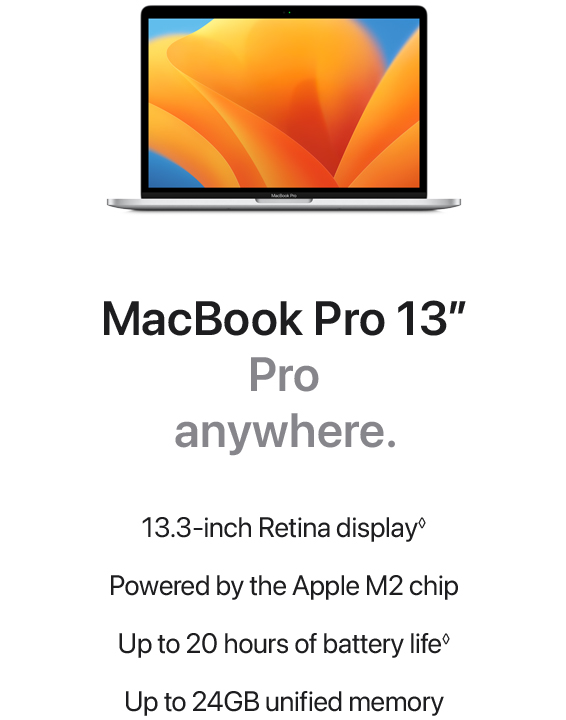 MacBook Pro
MacBook Pro 13″
Pro
anywhere.
13.3-inch Retina display◊
Powered by the Apple M2 chip
Up to 20 hours of battery life◊
Up to 24GB unified memory